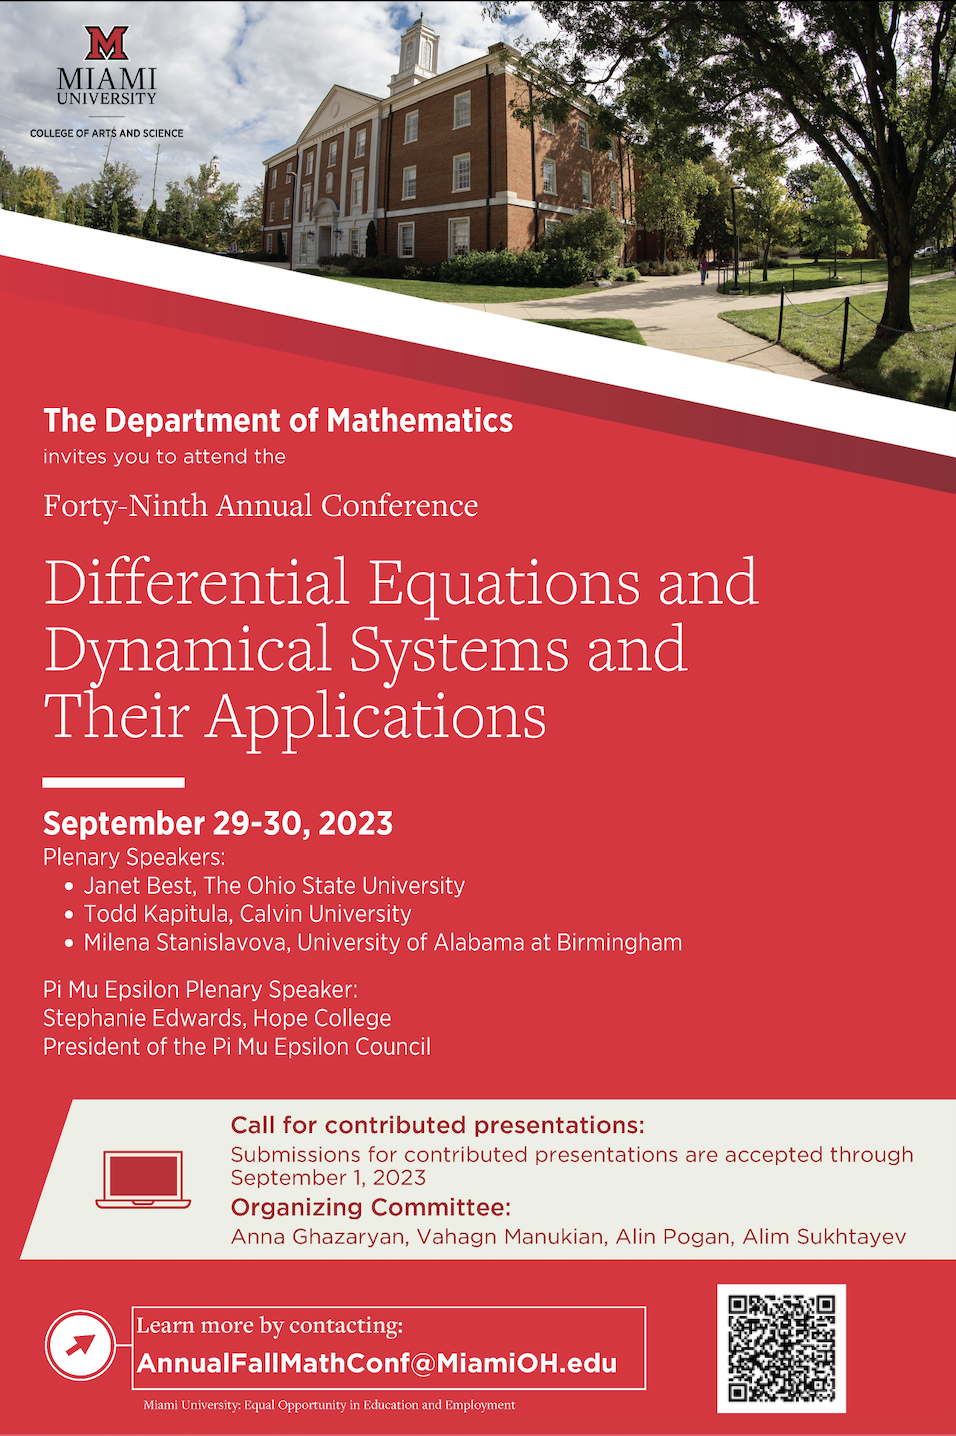 M
MIAMI
UNIVERSITY
COLLEGE OF ARTS AND SCIENCE
The Department of Mathematics
invites you to attend the
Forty-Ninth Annual Conference
Differential Equations and
Dynamical Systems and
Their Applications
September 29-30, 2023
Plenary Speakers:
• Janet Best, The Ohio State University
• Todd Kapitula, Calvin University
• Milena Stanislavova, University of Alabama at Birmingham
Pi Mu Epsilon Plenary Speaker:
Stephanie Edwards, Hope College
President of the Pi Mu Epsilon Council
Call for contributed presentations:
Submissions for contributed presentations are accepted through
September 1, 2023
Organizing Committee:
Anna Ghazaryan, Vahagn Manukian, Alin Pogan, Alim Sukhtayev
Learn more by contacting:
AnnualFallMathConf@MiamiOH.edu
Miami University: Equal Opportunity in Education and Employment